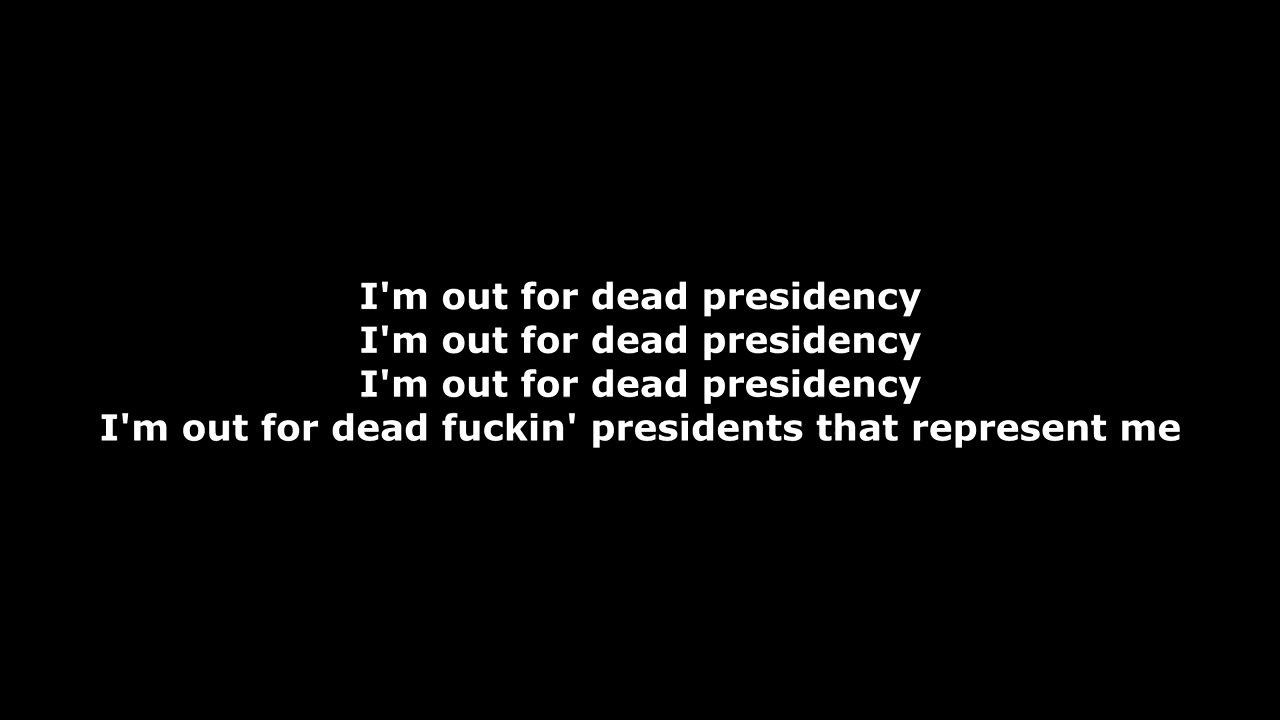 I'm out for dead presidency
I'm out for dead presidency
I'm out for dead presidency
I'm out for dead fuckin' presidents that represent me